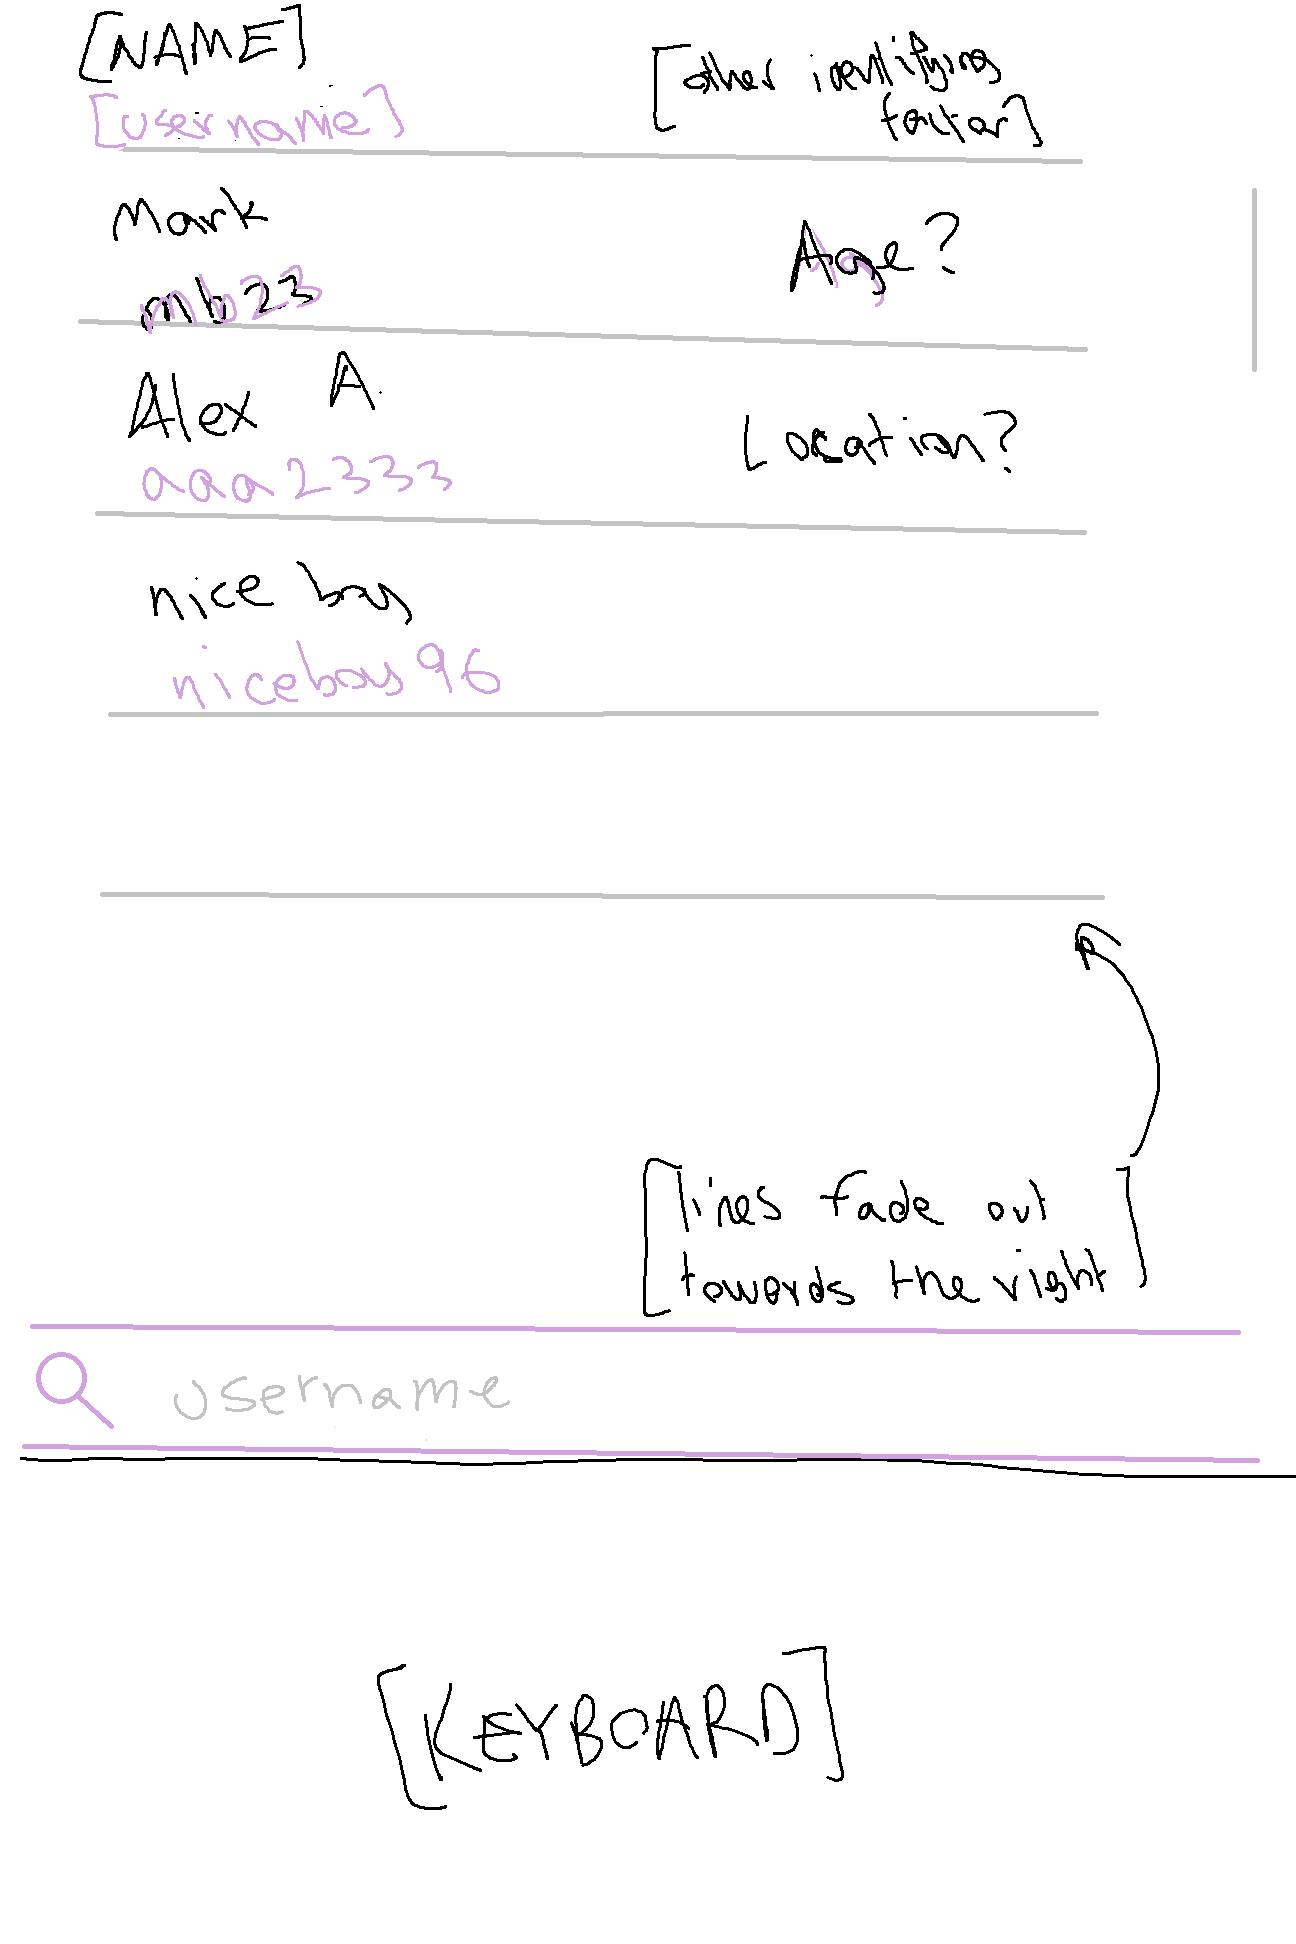 [NAME]
[username]
[other identifying
factor]
Mark
mb23
Age?
Alex A.
aaa2333
Location?
nice boy
niceboy96
[lines fade out
towards the right]
username
[KEYBOARD]